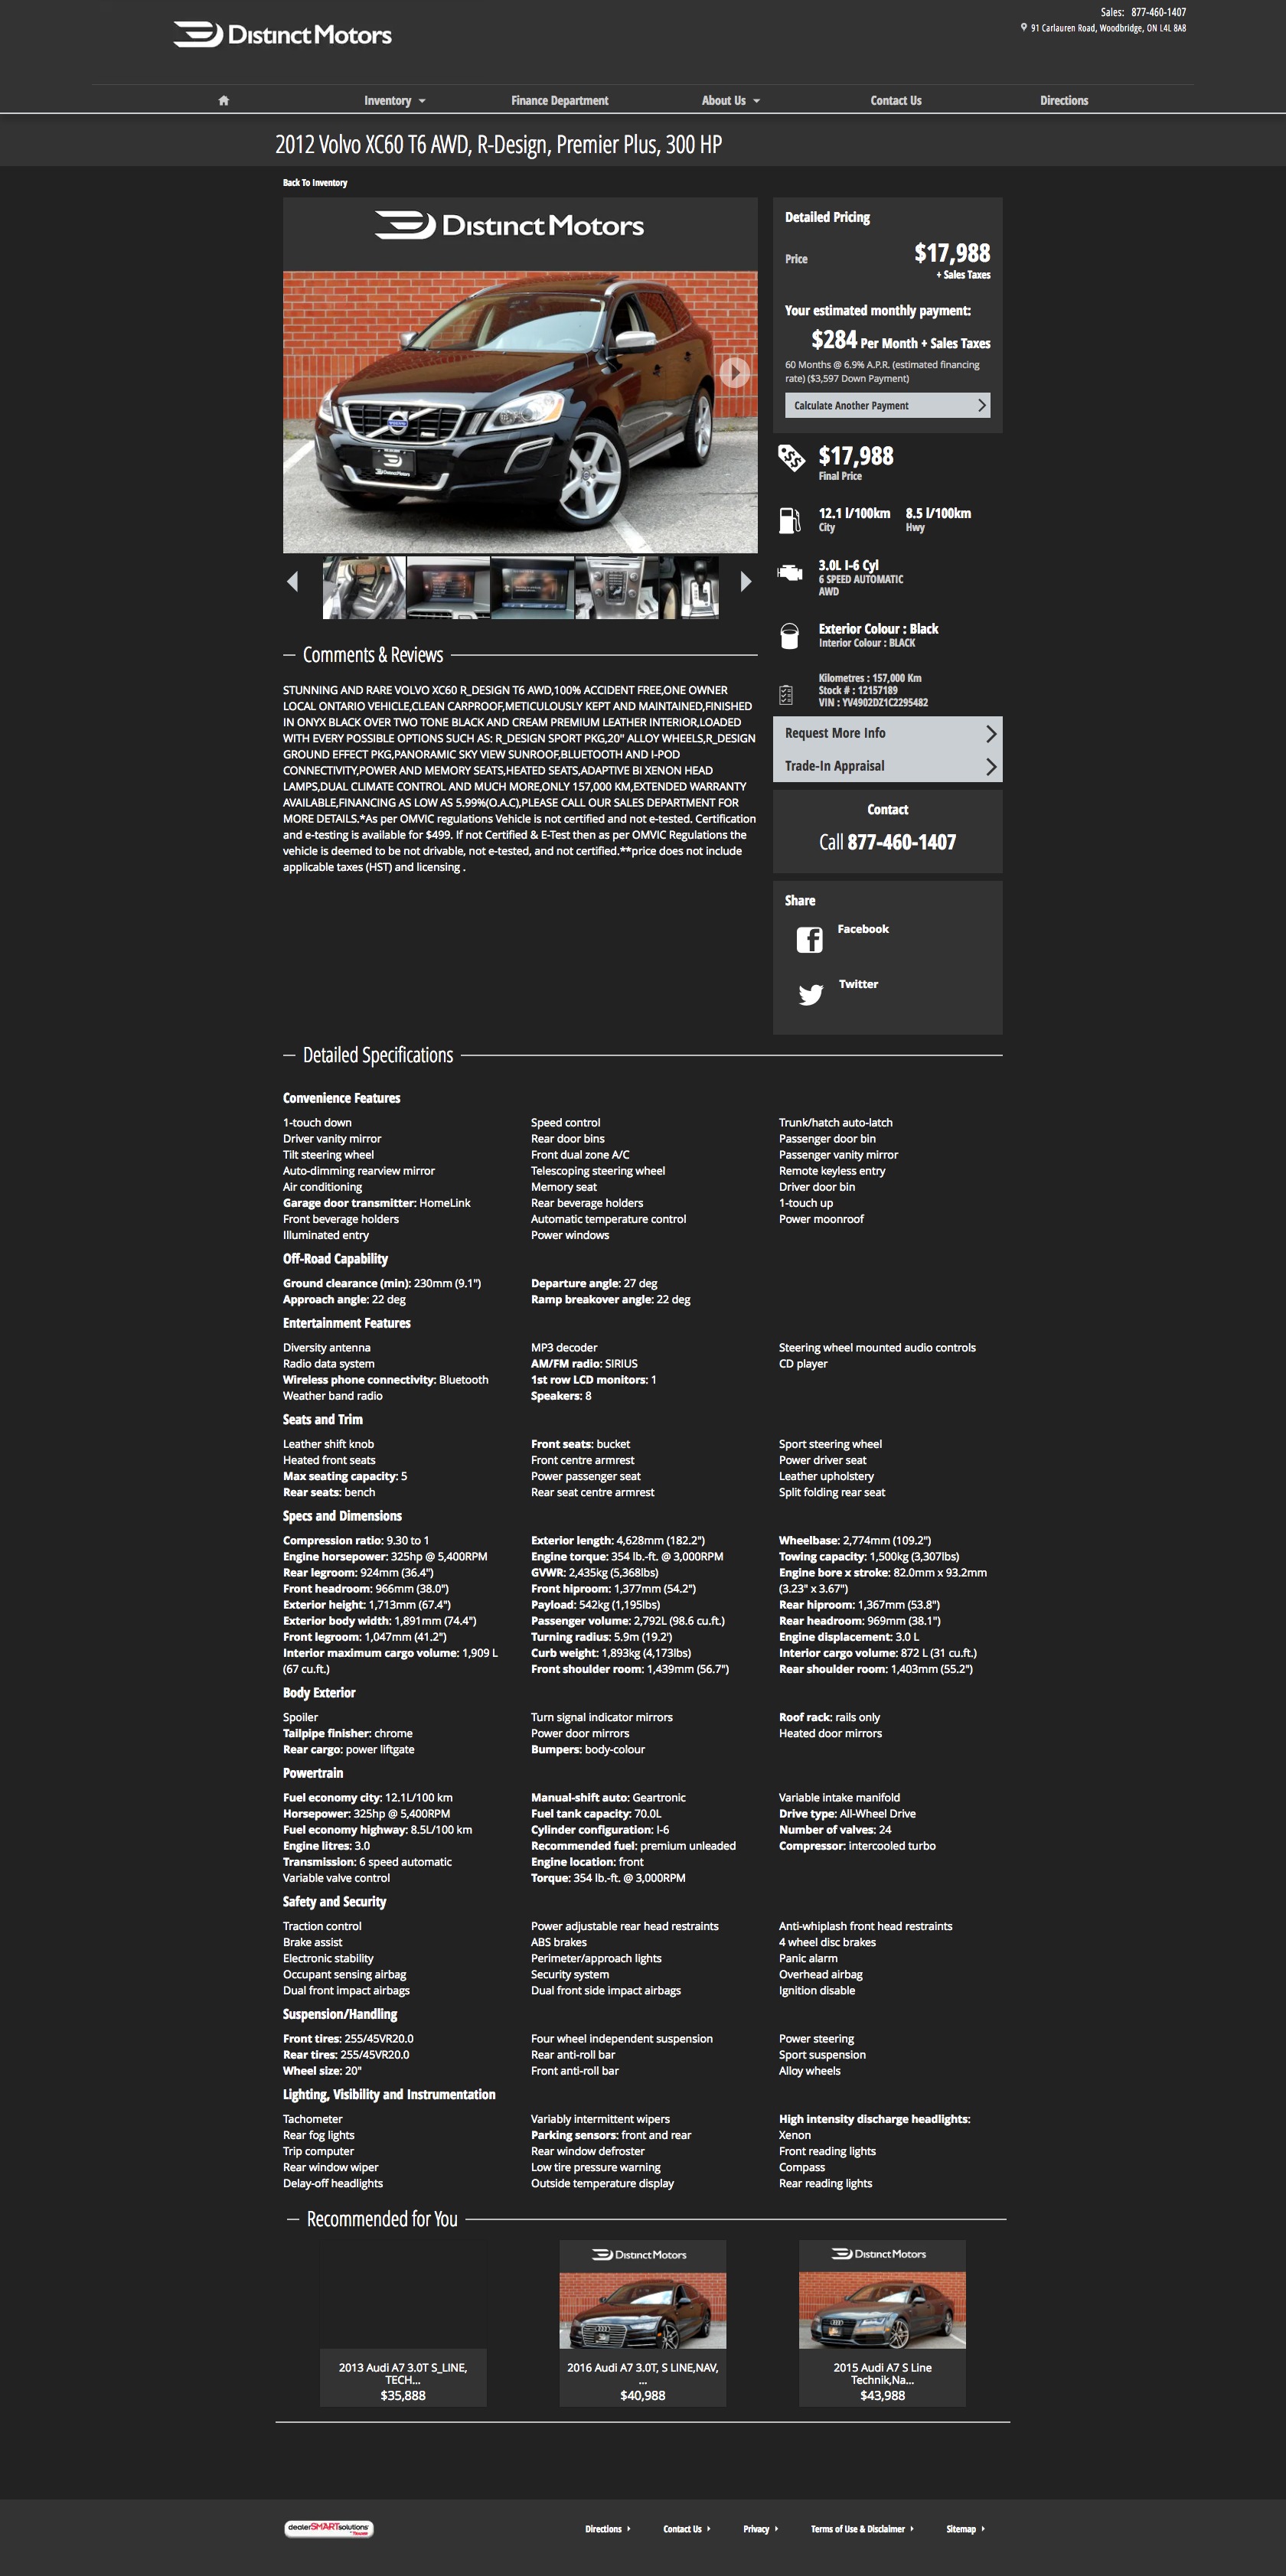 Distinct Motors
Sales: 877-460-1407
91 Carlauren Road, Woodbridge, ON L4L 8A8
Inventory
Finance Department
About Us
Contact Us
Directions
2012 Volvo XC60 T6 AWD, R-Design, Premier Plus, 300 HP
Back To Inventory
Distinct Motors
Detailed Pricing
Price
$17,988
+ Sales Taxes
Your estimated monthly payment:
$284 Per Month + Sales Taxes
60 Months @ 6.9% A.P.R. (estimated financing
rate) ($3,597 Down Payment)
Calculate Another Payment
$17,988
Final Price
12.1 l/100km 8.5 l/100km
City Hwy
3.0L I-6 Cyl
6 SPEED AUTOMATIC
AWD
Exterior Colour : Black
Interior Colour : BLACK
Kilometres : 157,000 Km
Stock # : 12157189
VIN : YV4902DZ1C2295482
Request More Info
Trade-In Appraisal
Contact
Call 877-460-1407
Share
Facebook
Twitter
Comments & Reviews
STUNNING AND RARE VOLVO XC60 R_DESIGN T6 AWD,100% ACCIDENT FREE,ONE OWNER
LOCAL ONTARIO VEHICLE,CLEAN CARPROOF,METICULOUSLY KEPT AND MAINTAINED,FINISHED
IN ONYX BLACK OVER TWO TONE BLACK AND CREAM PREMIUM LEATHER INTERIOR,LOADED
WITH EVERY POSSIBLE OPTIONS SUCH AS: R_DESIGN SPORT PKG,20" ALLOY WHEELS,R_DESIGN
GROUND EFFECT PKG,PANORAMIC SKY VIEW SUNROOF,BLUETOOTH AND I-POD
CONNECTIVITY,POWER AND MEMORY SEATS,HEATED SEATS,ADAPTIVE BI XENON HEAD
LAMPS,DUAL CLIMATE CONTROL AND MUCH MORE,ONLY 157,000 KM,EXTENDED WARRANTY
AVAILABLE,FINANCING AS LOW AS 5.99%(O.A.C),PLEASE CALL OUR SALES DEPARTMENT FOR
MORE DETAILS.*As per OMVIC regulations Vehicle is not certified and not e-tested. Certification
and e-testing is available for $499. If not Certified & E-Test then as per OMVIC Regulations the
vehicle is deemed to be not drivable, not e-tested, and not certified.**price does not include
applicable taxes (HST) and licensing .
Detailed Specifications
Convenience Features
1-touch down Speed control Trunk/hatch auto-latch
Driver vanity mirror Rear door bins Passenger door bin
Tilt steering wheel Front dual zone A/C Passenger vanity mirror
Auto-dimming rearview mirror Telescoping steering wheel Remote keyless entry
Air conditioning Memory seat Driver door bin
Garage door transmitter: HomeLink Rear beverage holders 1-touch up
Front beverage holders Automatic temperature control Power moonroof
Illuminated entry Power windows
Off-Road Capability
Ground clearance (min): 230mm (9.1") Departure angle: 27 deg
Approach angle: 22 deg Ramp breakover angle: 22 deg
Entertainment Features
Diversity antenna MP3 decoder Steering wheel mounted audio controls
Radio data system AM/FM radio: SIRIUS CD player
Wireless phone connectivity: Bluetooth 1st row LCD monitors: 1
Weather band radio Speakers: 8
Seats and Trim
Leather shift knob Front seats: bucket Sport steering wheel
Heated front seats Front centre armrest Power driver seat
Max seating capacity: 5 Power passenger seat Leather upholstery
Rear seats: bench Rear seat centre armrest Split folding rear seat
Specs and Dimensions
Compression ratio: 9.30 to 1 Exterior length: 4,628mm (182.2") Wheelbase: 2,774mm (109.2")
Engine horsepower: 325hp @ 5,400RPM Engine torque: 354 lb.-ft. @ 3,000RPM Towing capacity: 1,500kg (3,307lbs)
Rear legroom: 924mm (36.4") GVWR: 2,435kg (5,368lbs) Engine bore x stroke: 82.0mm x 93.2mm
Front headroom: 966mm (38.0") Front hiproom: 1,377mm (54.2") (3.23" x 3.67")
Exterior height: 1,713mm (67.4") Payload: 542kg (1,195lbs) Rear hiproom: 1,367mm (53.8")
Exterior body width: 1,891mm (74.4") Passenger volume: 2,792L (98.6 cu.ft.) Rear headroom: 969mm (38.1")
Front legroom: 1,047mm (41.2") Turning radius: 5.9m (19.2') Engine displacement: 3.0 L
Interior maximum cargo volume: 1,909 L Curb weight: 1,893kg (4,173lbs) Interior cargo volume: 872 L (31 cu.ft.)
(67 cu.ft.) Front shoulder room: 1,439mm (56.7") Rear shoulder room: 1,403mm (55.2")
Body Exterior
Spoiler Turn signal indicator mirrors Roof rack: rails only
Tailpipe finisher: chrome Power door mirrors Heated door mirrors
Rear cargo: power liftgate Bumpers: body-colour
Powertrain
Fuel economy city: 12.1L/100 km Manual-shift auto: Geartronic Variable intake manifold
Horsepower: 325hp @ 5,400RPM Fuel tank capacity: 70.0L Drive type: All-Wheel Drive
Fuel economy highway: 8.5L/100 km Cylinder configuration: I-6 Number of valves: 24
Engine litres: 3.0 Recommended fuel: premium unleaded Compressor: intercooled turbo
Transmission: 6 speed automatic Engine location: front
Variable valve control Torque: 354 lb.-ft. @ 3,000RPM
Safety and Security
Traction control Power adjustable rear head restraints Anti-whiplash front head restraints
Brake assist ABS brakes 4 wheel disc brakes
Electronic stability Perimeter/approach lights Panic alarm
Occupant sensing airbag Security system Overhead airbag
Dual front impact airbags Dual front side impact airbags Ignition disable
Suspension/Handling
Front tires: 255/45VR20.0 Four wheel independent suspension Power steering
Rear tires: 255/45VR20.0 Rear anti-roll bar Sport suspension
Wheel size: 20" Front anti-roll bar Alloy wheels
Lighting, Visibility and Instrumentation
Tachometer Variably intermittent wipers High intensity discharge headlights:
Rear fog lights Parking sensors: front and rear Xenon
Trip computer Rear window defroster Front reading lights
Rear window wiper Low tire pressure warning Compass
Delay-off headlights Outside temperature display Rear reading lights
Recommended for You
Distinct Motors
Distinct Motors
2013 Audi A7 3.0T S_LINE,
TECH...
$35,888
2016 Audi A7 3.0T, S LINE,NAV,
...
$40,988
2015 Audi A7 S Line
Technik,Na...
$43,988
dealerSMARTsolutions
Directions
Contact Us
Privacy
Terms of Use & Disclaimer
Sitemap